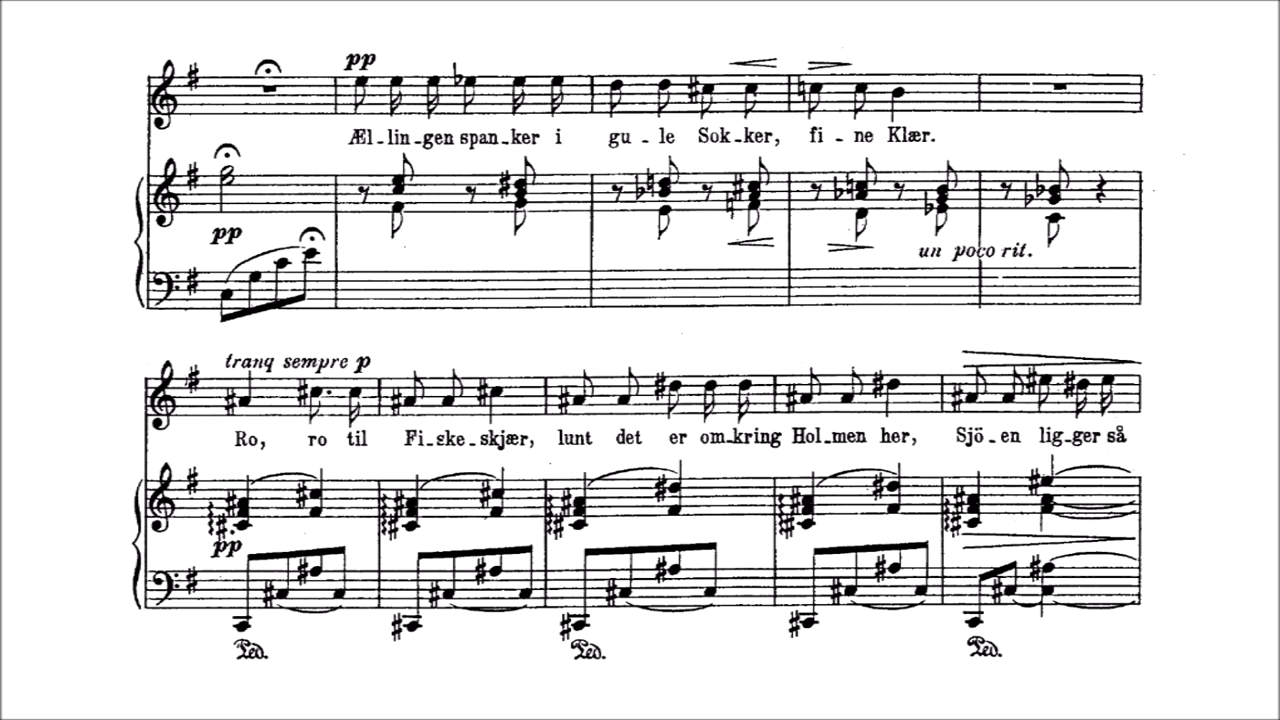 pp
Æl-lin-gen span-ker i gu-le Sok-ker, fi-ne Klær.
pp
un poco rit.
tranq sempre p
Ro, ro til Fi-ske-skjær, lunt det er om-kring Hol-men her, Sjö-en lig-ger så
pp
Ped. Ped. Ped.